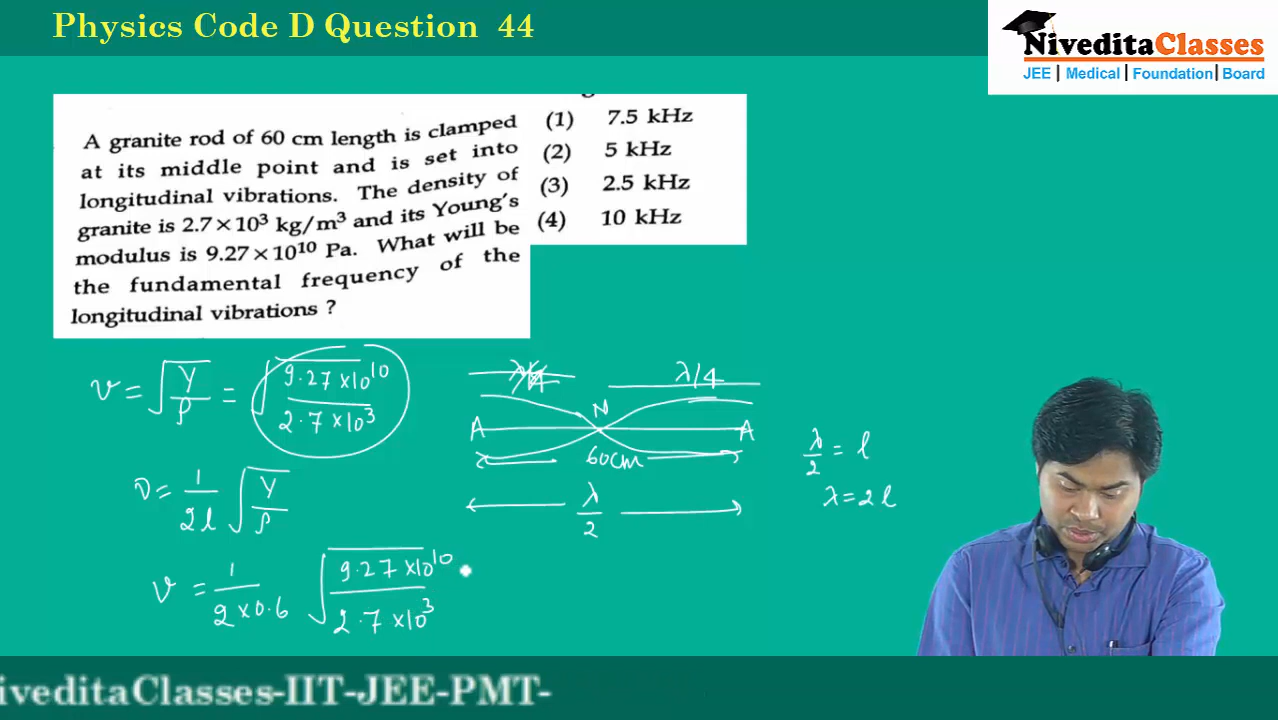 Physics Code D Question 44
NiveditaClasses
JEE | Medical | Foundation | Board
A granite rod of 60 cm length is clamped
at its middle point and is set into
longitudinal vibrations. The density of
granite is 2.7×10³ kg/m³ and its Young's
modulus is 9.27×10¹⁰ Pa. What will be
the fundamental frequency of the
longitudinal vibrations ?
(1) 7.5 kHz
(2) 5 kHz
(3) 2.5 kHz
(4) 10 kHz
v = √(Y/ρ) = √(9.27 ×10¹⁰ / 2.7 ×10³)
ν = 1/2l √(Y/ρ)
v = 1/(2×0.6) √(9.27 ×10¹⁰ / 2.7 ×10³)
λ/4
N
A A
60cm
λ/2
λ/2 = l
λ = 2l
NiveditaClasses-IIT-JEE-PMT-